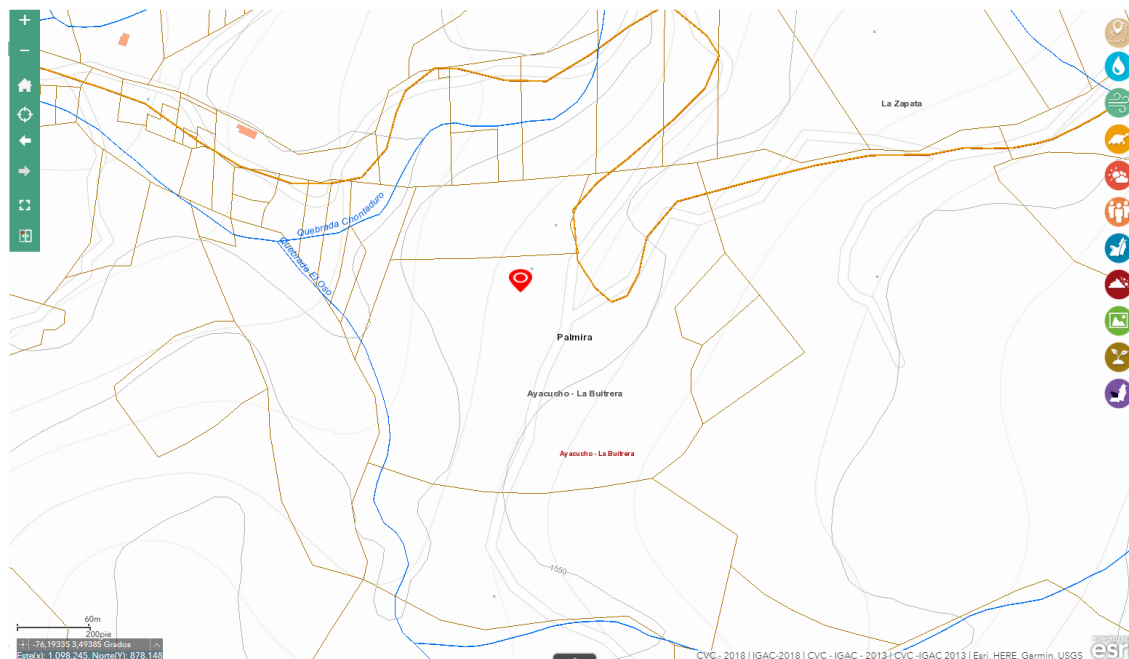 La Zapata
Quebrada Chontaduro
Quebrada El Oso
Palmira
Ayacucho - La Buitrera
Ayacucho - La Buitrera
1550
60m
200pie
-76,19335 3,49385 Grados
Este(x): 1.098.245, Norte(Y): 878.148
CVC - 2018 | IGAC-2018 | CVC - IGAC - 2013 | CVC -IGAC 2013 | Esri, HERE, Garmin, USGS
esri